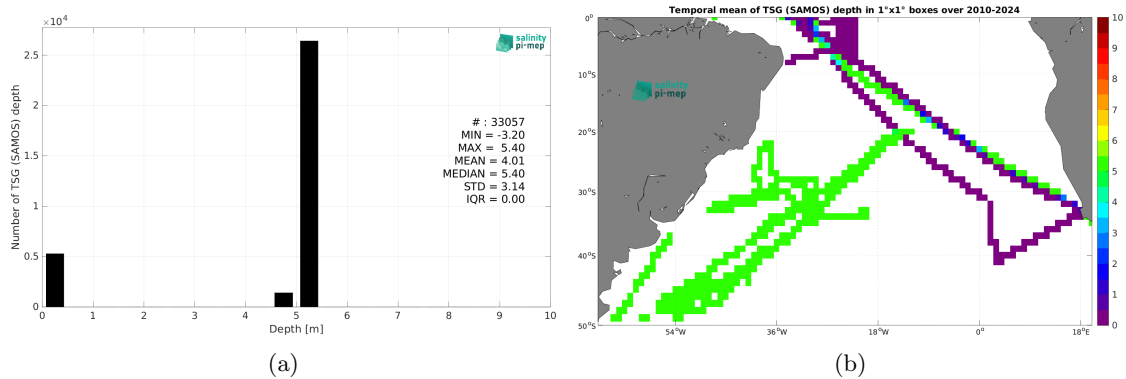 ×10⁴
2.5
2
1.5
1
0.5
0
0 1 2 3 4 5 6 7 8 9 10
Number of TSG (SAMOS) depth
Depth [m]
salinity
pi-mep
# : 33057
MIN = -3.20
MAX = 5.40
MEAN = 4.01
MEDIAN = 5.40
STD = 3.14
IQR = 0.00
(a)
Temporal mean of TSG (SAMOS) depth in 1°x1° boxes over 2010-2024
salinity
pi-mep
0°
10°S
20°S
30°S
40°S
50°S
54°W 36°W 18°W 0° 18°E
10
9
8
7
6
5
4
3
2
1
0
(b)